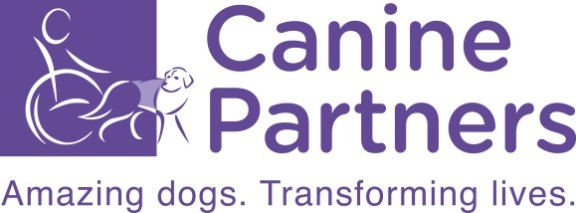 Canine
Partners
Amazing dogs. Transforming lives.